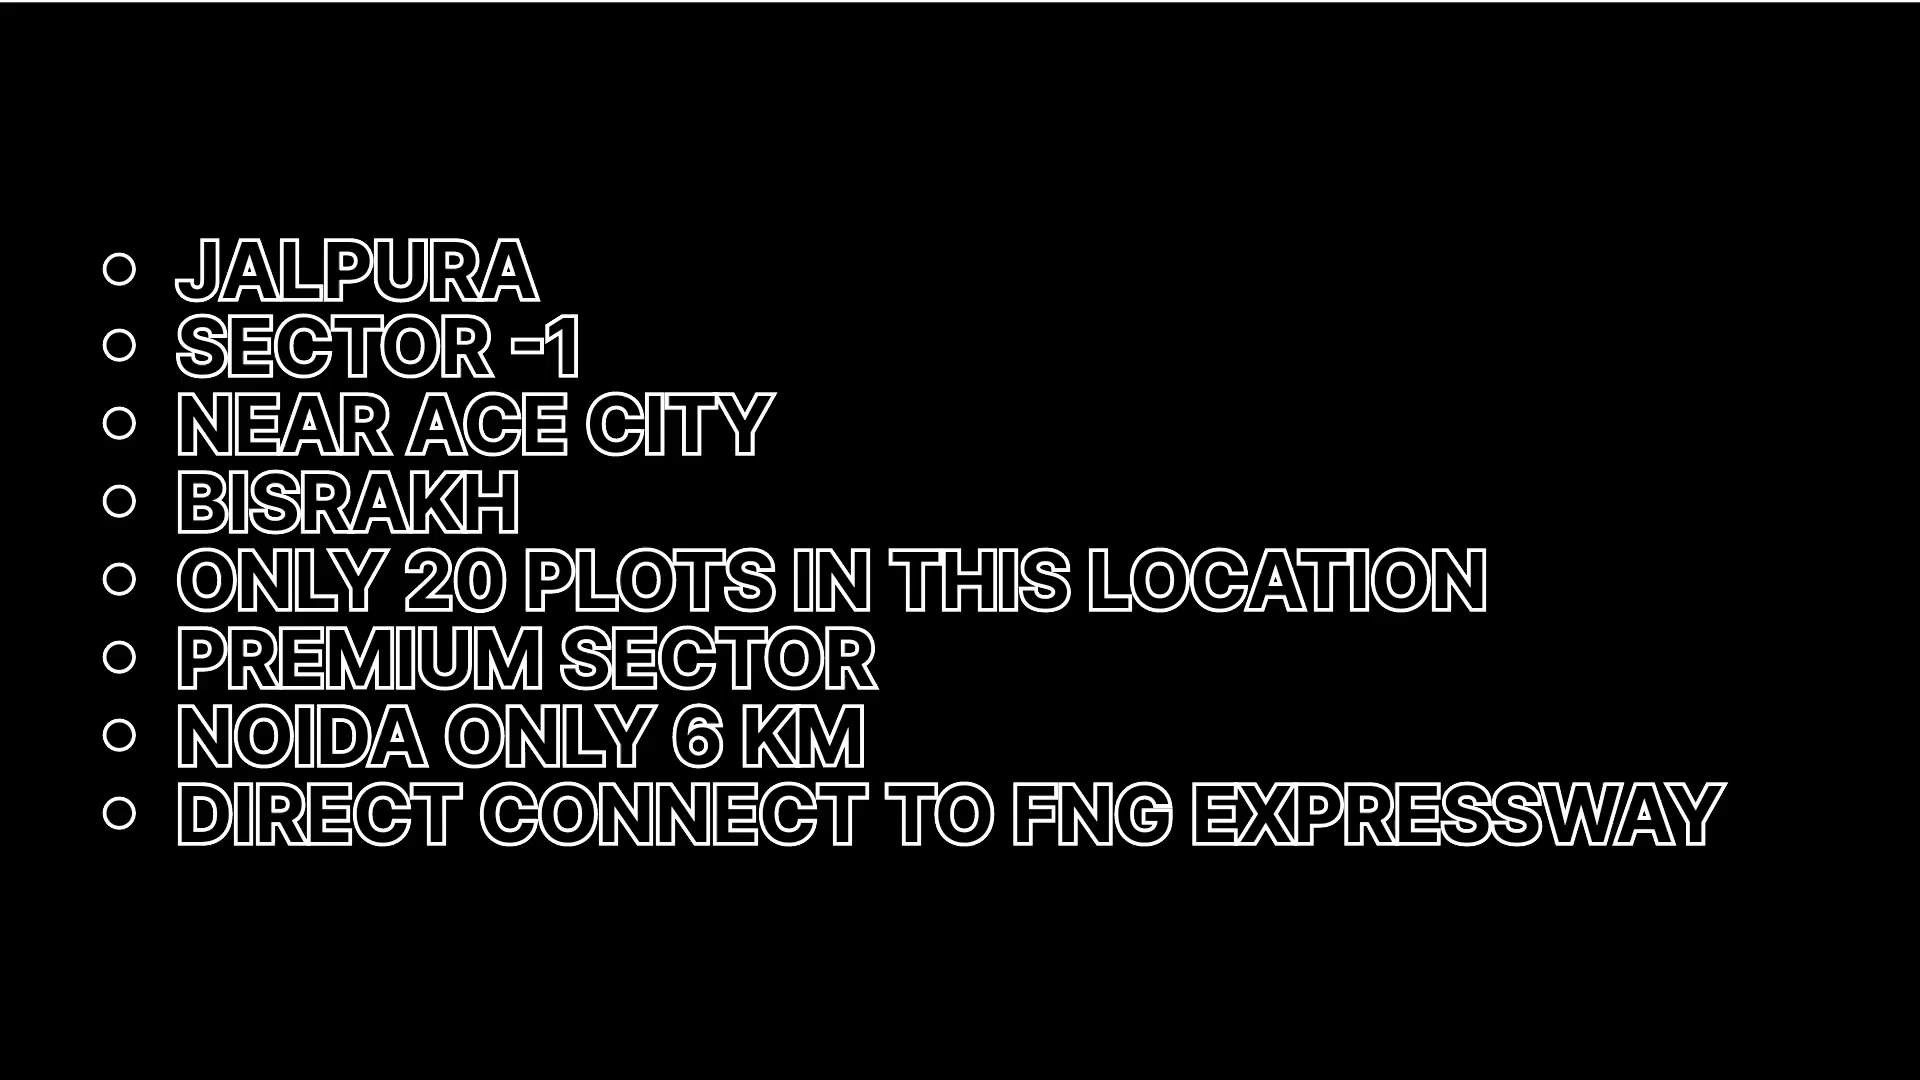 JALPURA
SECTOR -1
NEAR ACE CITY
BISRAKH
ONLY 20 PLOTS IN THIS LOCATION
PREMIUM SECTOR
NOIDA ONLY 6 KM
DIRECT CONNECT TO FNG EXPRESSWAY